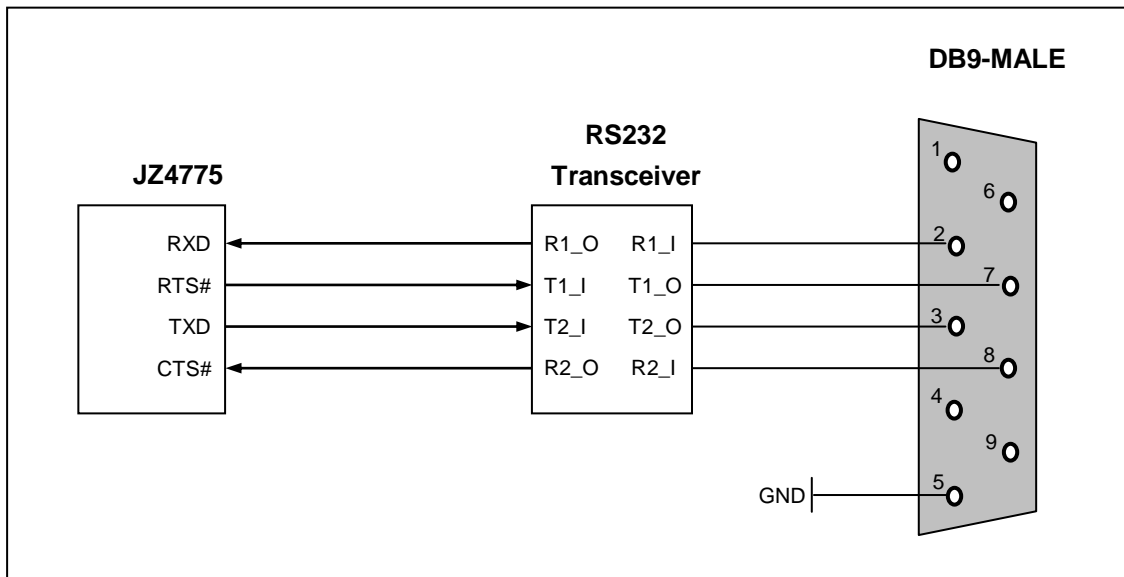 DB9-MALE
RS232
Transceiver
JZ4775
1
6
RXD
R1_O R1_I
2
RTS#
T1_I T1_O
7
TXD
T2_I T2_O
3
CTS#
R2_O R2_I
8
4
9
GND
5